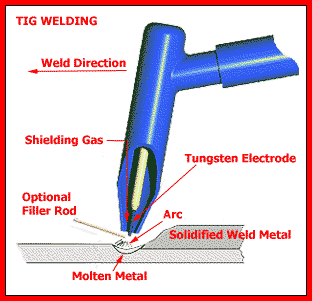 TIG WELDING
Weld Direction
Shielding Gas
Tungsten Electrode
Optional
Filler Rod
Arc
Solidified Weld Metal
Molten Metal